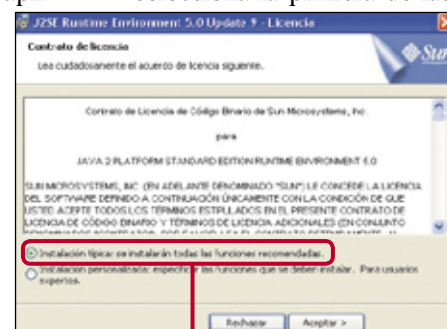 J2SE Runtime Environment 5.0 Update 9 - Licencia
Contrato de licencia
Lea cuidadosamente el acuerdo de licencia siguiente.
Sun
Contrato de Licencia de Código Binario de Sun Microsystems, Inc.
para
JAVA 2 PLATFORM STANDARD EDITION RUNTIME ENVIRONMENT 5.0
SUN MICROSYSTEMS, INC. (EN ADELANTE DENOMINADO "SUN") LE CONCEDE LA LICENCIA
DEL SOFTWARE DEFINIDO A CONTINUACIÓN ÚNICAMENTE CON LA CONDICIÓN DE QUE
USTED ACEPTE TODOS LOS TÉRMINOS ESTIPULADOS EN EL PRESENTE CONTRATO DE
LICENCIA DE CÓDIGO BINARIO Y TÉRMINOS DE LICENCIA ADICIONALES (EN CONJUNTO
Instalación típica: se instalarán todas las funciones recomendadas.
Instalación personalizada: especificar las funciones que se deben instalar. Para usuarios
expertos.
Rechazar
Aceptar >